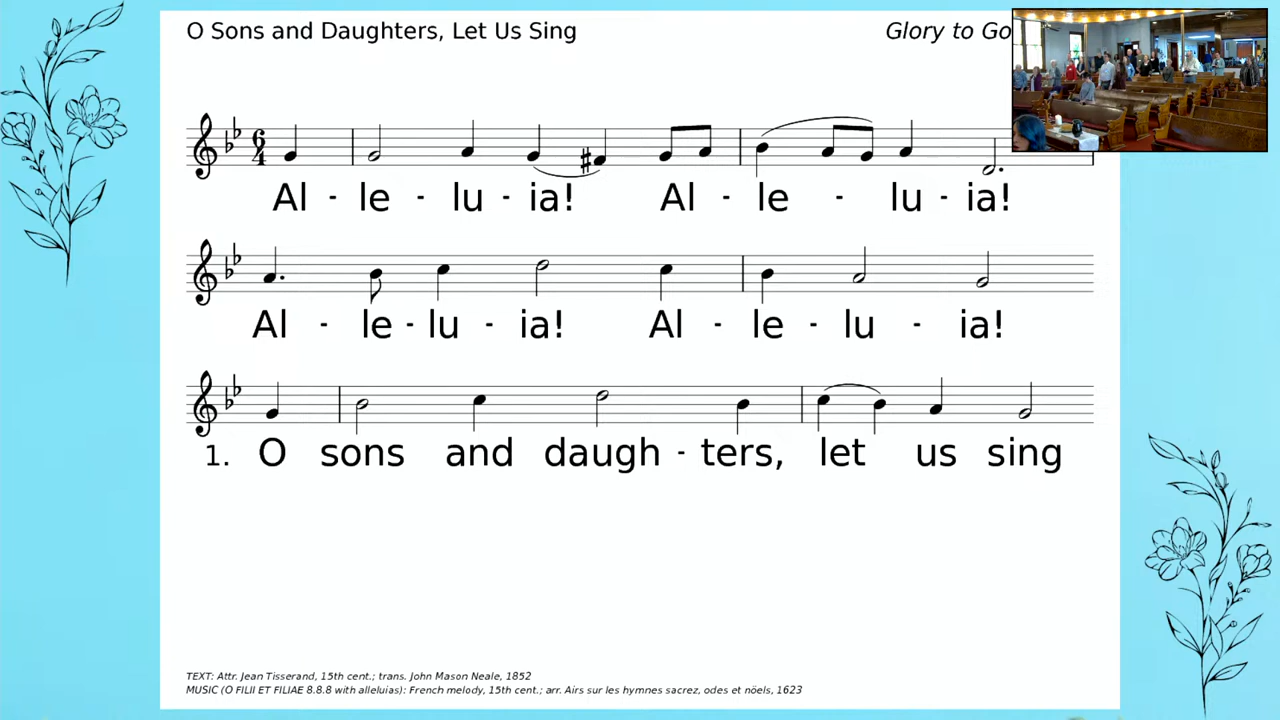 O Sons and Daughters, Let Us Sing
Glory to Go
6
4
Al - le - lu - ia! Al - le - lu - ia!
Al - le - lu - ia! Al - le - lu - ia!
1. O sons and daugh - ters, let us sing
TEXT: Attr. Jean Tisserand, 15th cent.; trans. John Mason Neale, 1852
MUSIC (O FILII ET FILIAE 8.8.8 with alleluias): French melody, 15th cent.; arr. Airs sur les hymnes sacrez, odes et nöels, 1623